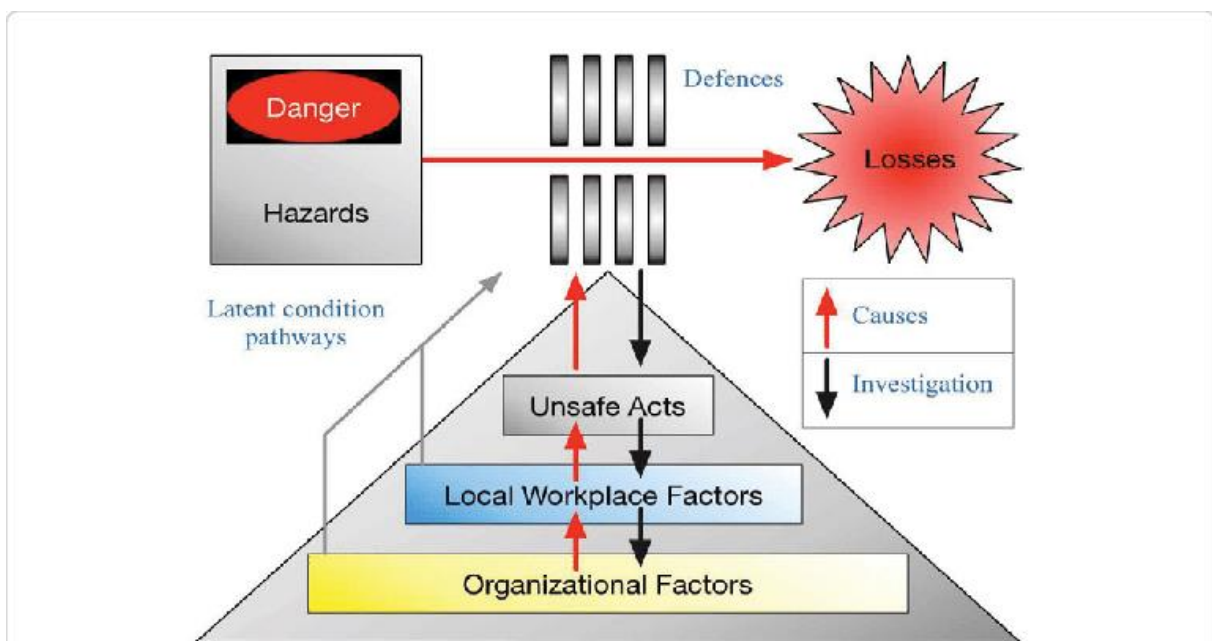 Danger
Hazards
Defences
Losses
Latent condition
pathways
Causes
Investigation
Unsafe Acts
Local Workplace Factors
Organizational Factors